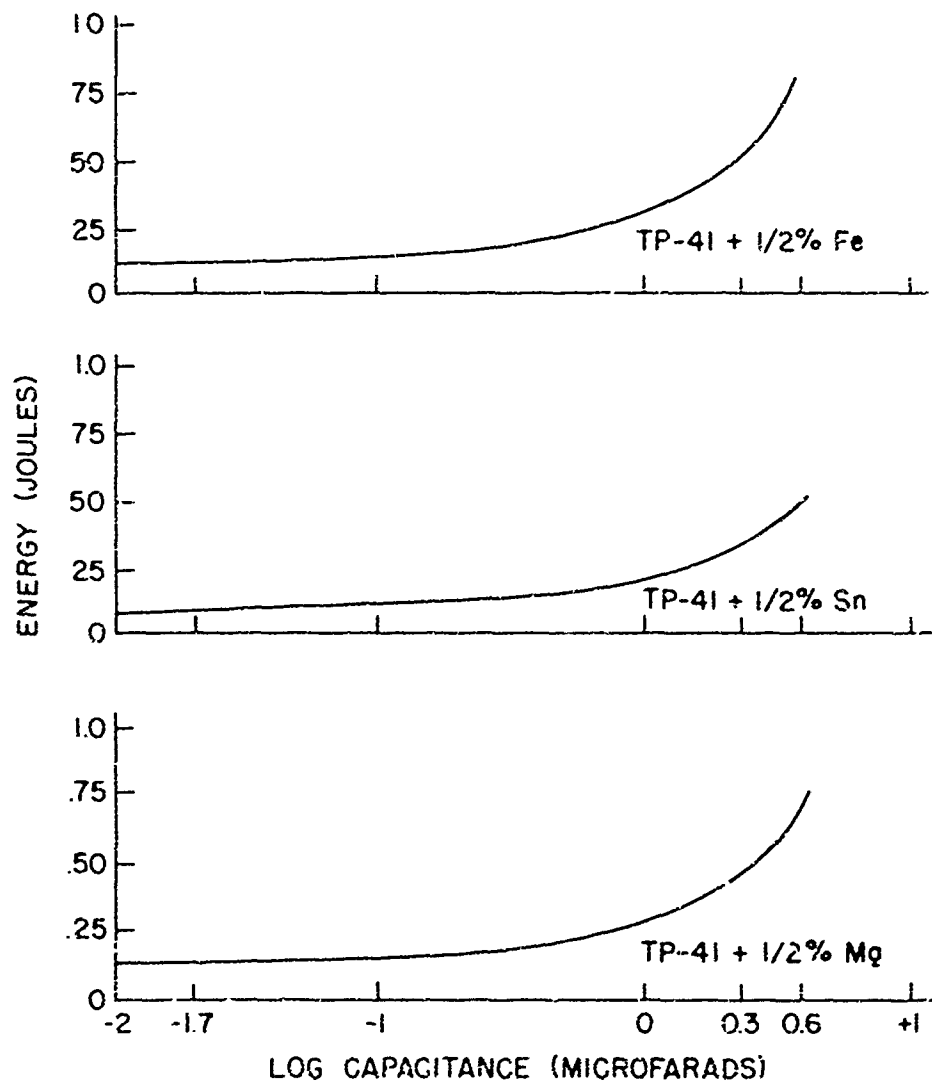 1.0
75
50
25
0
TP-41 + 1/2% Fe
ENERGY (JOULES)
1.0
75
50
25
0
TP-41 + 1/2% Sn
1.0
.75
.50
.25
0
TP-41 + 1/2% Mg
-2 -1.7 -1 0 0.3 0.6 +1
LOG CAPACITANCE (MICROFARADS)